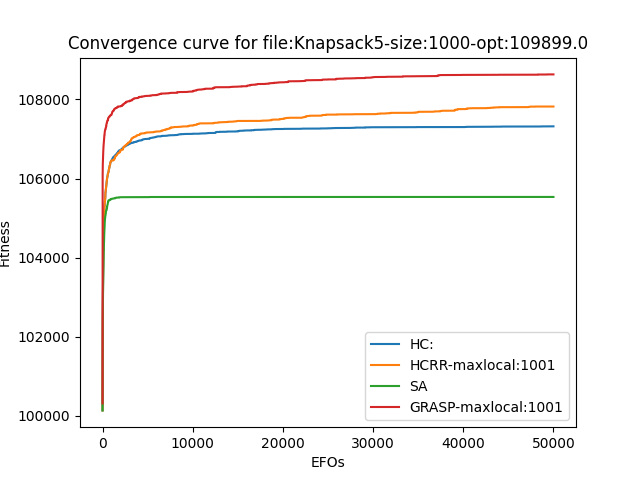 Convergence curve for file:Knapsack5-size:1000-opt:109899.0
108000
106000
104000
102000
100000
Fitness
0
10000
20000
30000
40000
50000
EFOs
HC:
HCRR-maxlocal:1001
SA
GRASP-maxlocal:1001